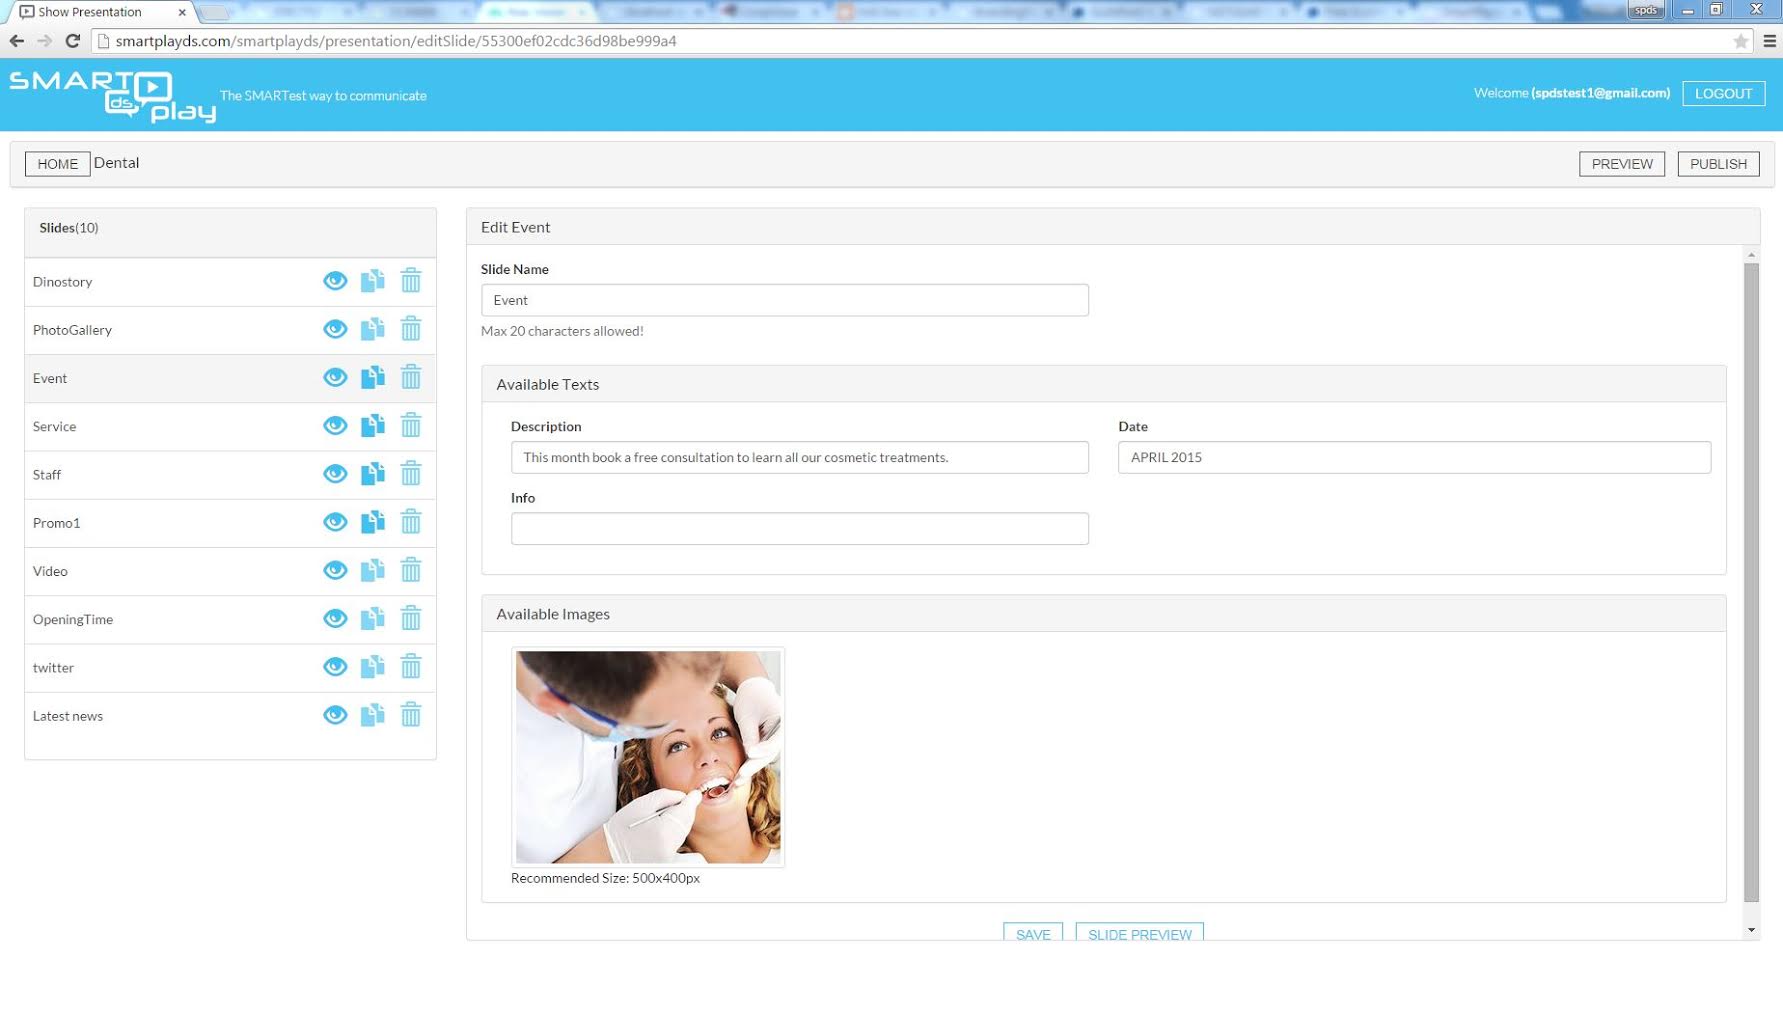 Show Presentation
spds
smartplayds.com/smartplayds/presentation/editSlide/55300ef02cdc36d98be999a4
SMART
ds
play
The SMARTest way to communicate
Welcome (spdstest1@gmail.com)
LOGOUT
HOME
Dental
PREVIEW
PUBLISH
Slides(10)
Dinostory
PhotoGallery
Event
Service
Staff
Promo1
Video
OpeningTime
twitter
Latest news
Edit Event
Slide Name
Event
Max 20 characters allowed!
Available Texts
Description
Date
This month book a free consultation to learn all our cosmetic treatments.
APRIL 2015
Info
Available Images
Recommended Size: 500x400px
SAVE
SLIDE PREVIEW